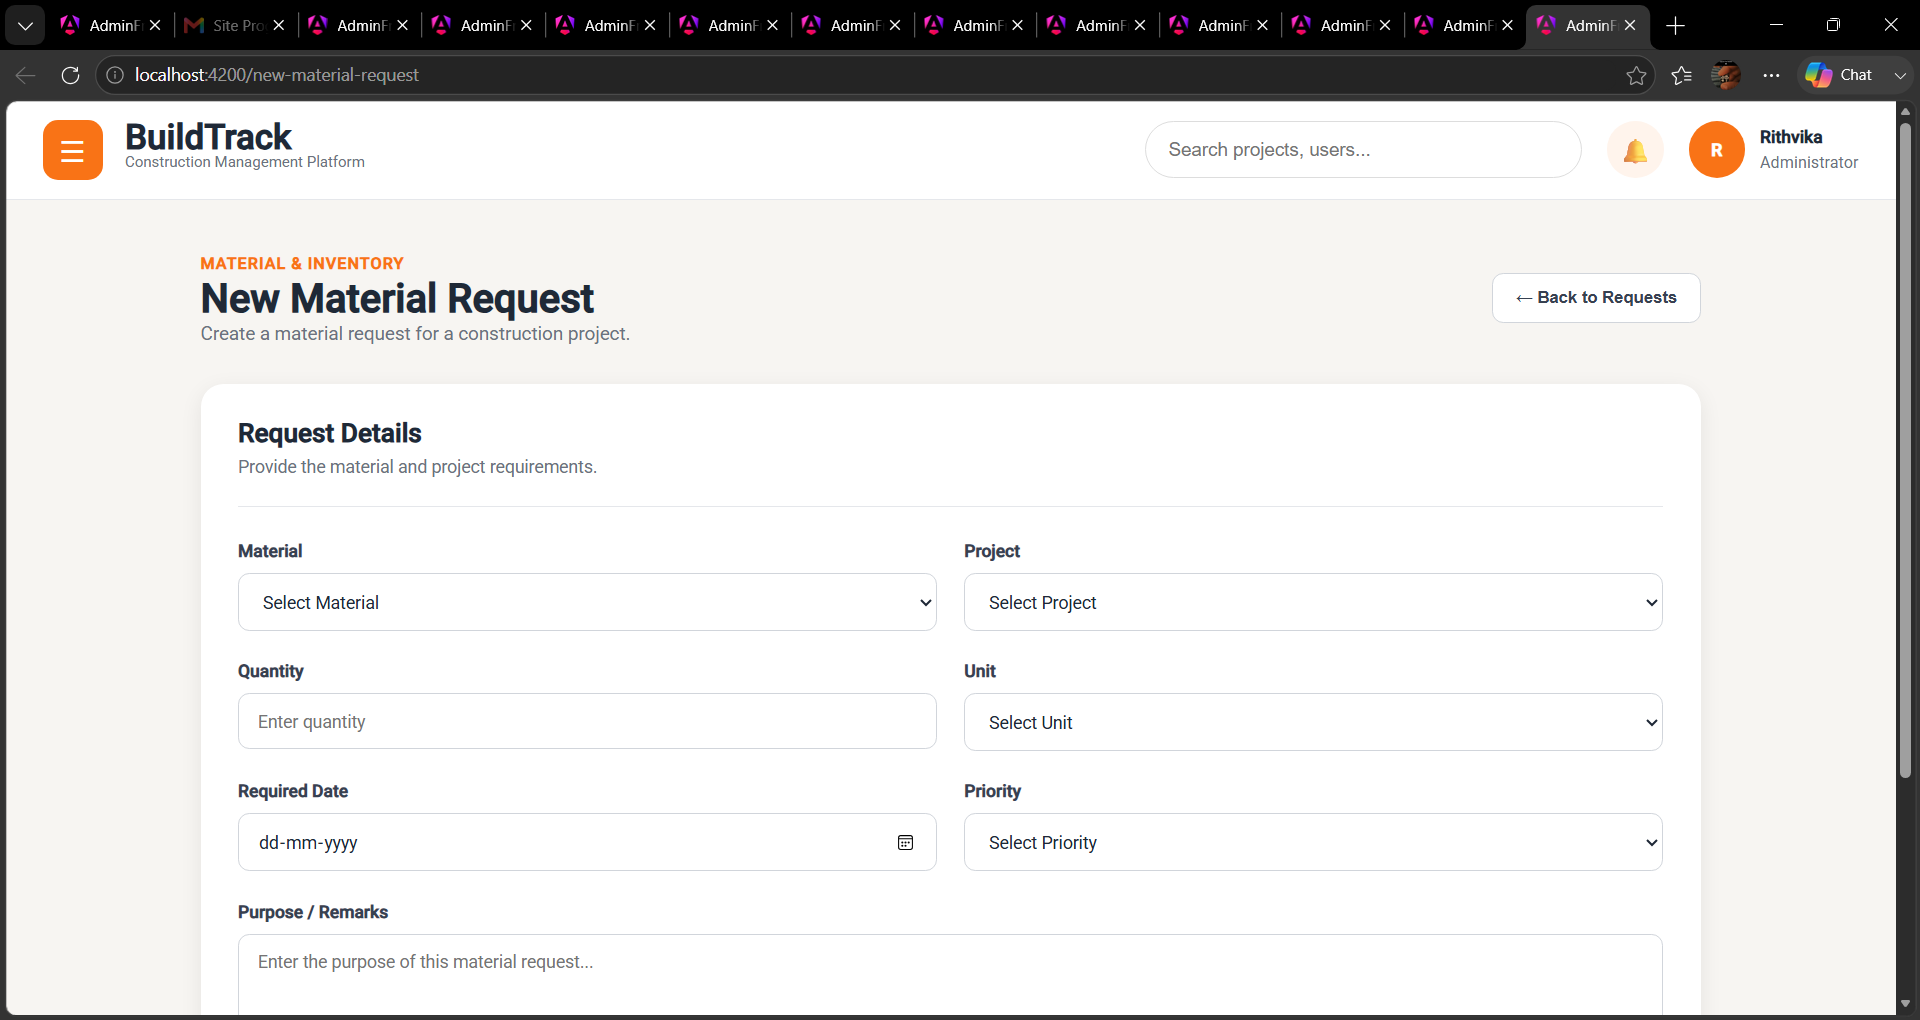 AdminF
Site Pro
AdminF
AdminF
AdminF
AdminF
AdminF
AdminF
AdminF
AdminF
AdminF
AdminF
AdminF
localhost:4200/new-material-request
Chat
BuildTrack
Construction Management Platform
Search projects, users...
R
Rithvika
Administrator
MATERIAL & INVENTORY
New Material Request
Create a material request for a construction project.
← Back to Requests
Request Details
Provide the material and project requirements.
Material
Project
Select Material
Select Project
Quantity
Unit
Enter quantity
Select Unit
Required Date
Priority
dd-mm-yyyy
Select Priority
Purpose / Remarks
Enter the purpose of this material request...